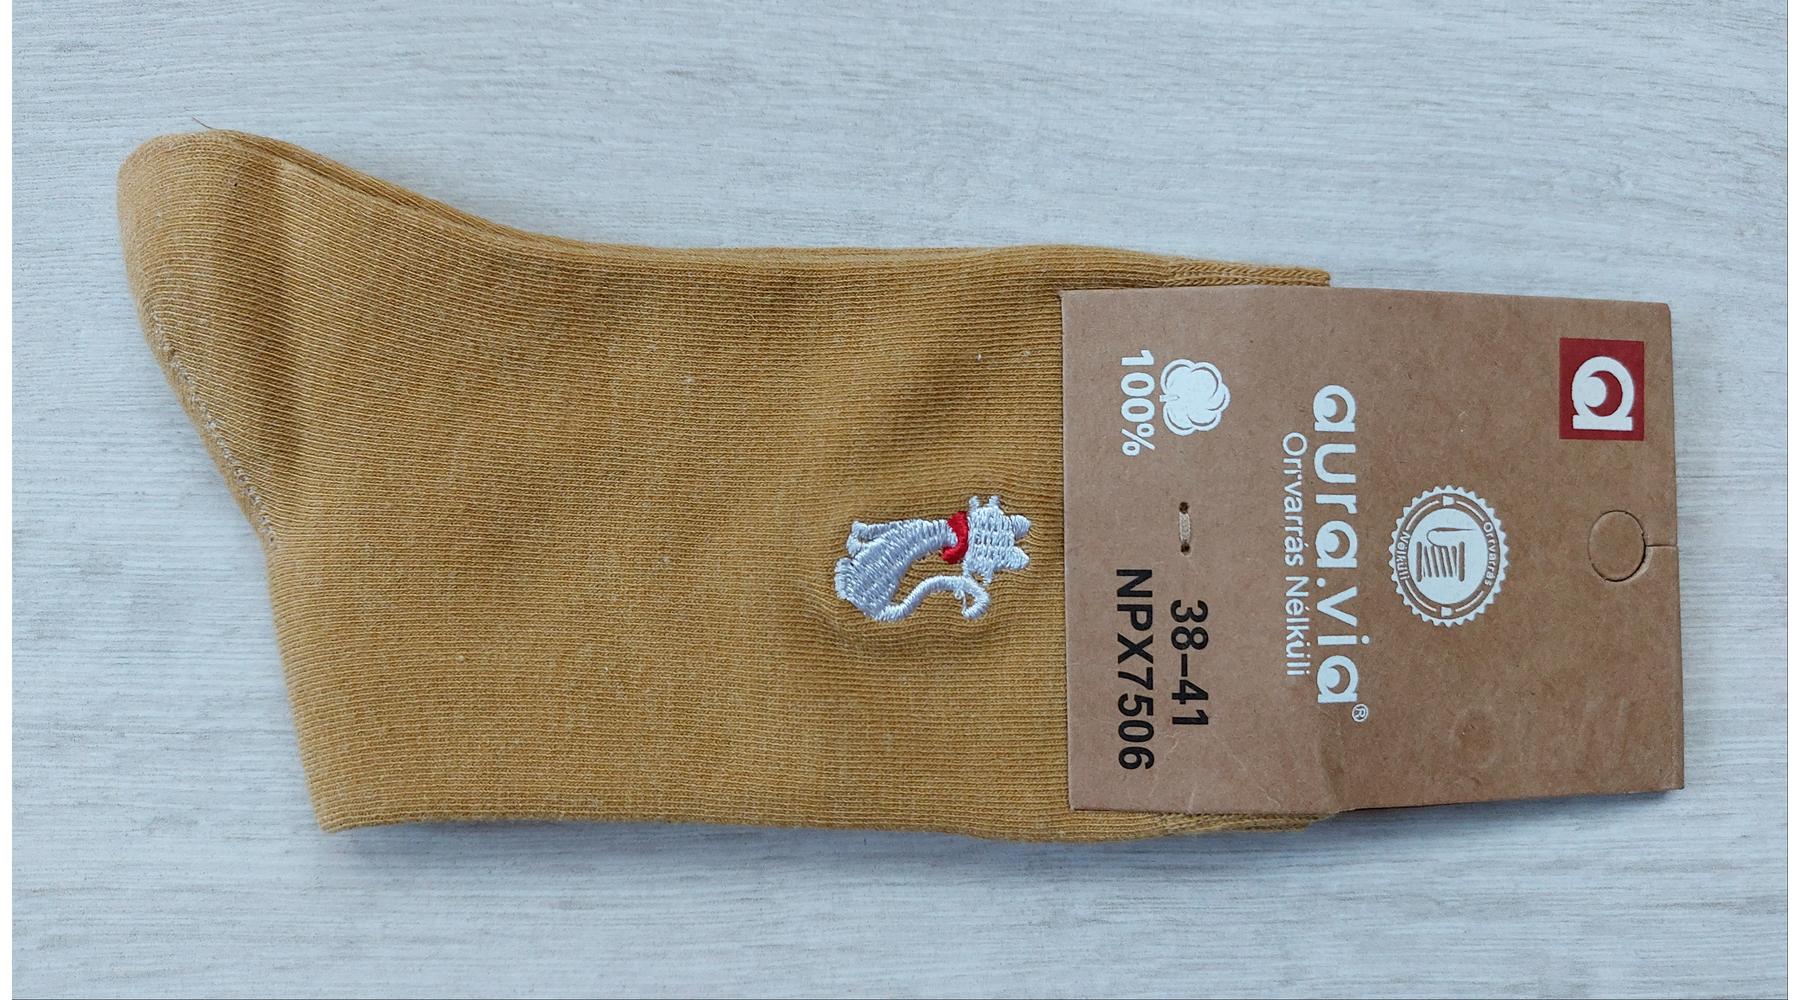 a
Orrvarrás
Nélküli
aura.via®
Orrvarrás Nélküli
100%
38-41
NPX7506